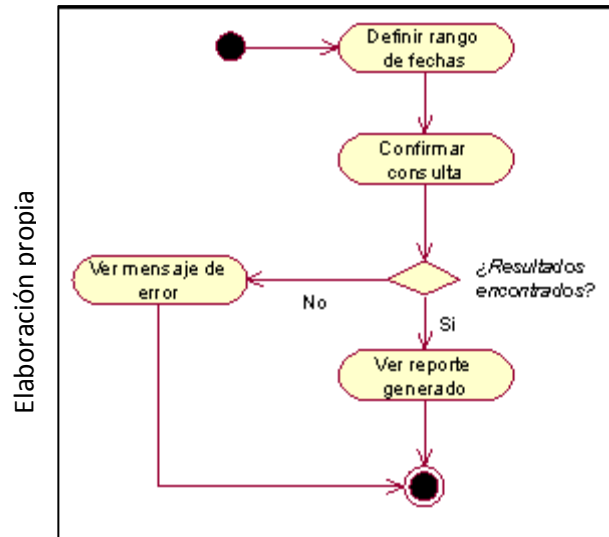 Definir rango
de fechas
Confirmar
consulta
¿Resultados
encontrados?
No
Si
Ver mensaje de
error
Ver reporte
generado
Elaboración propia